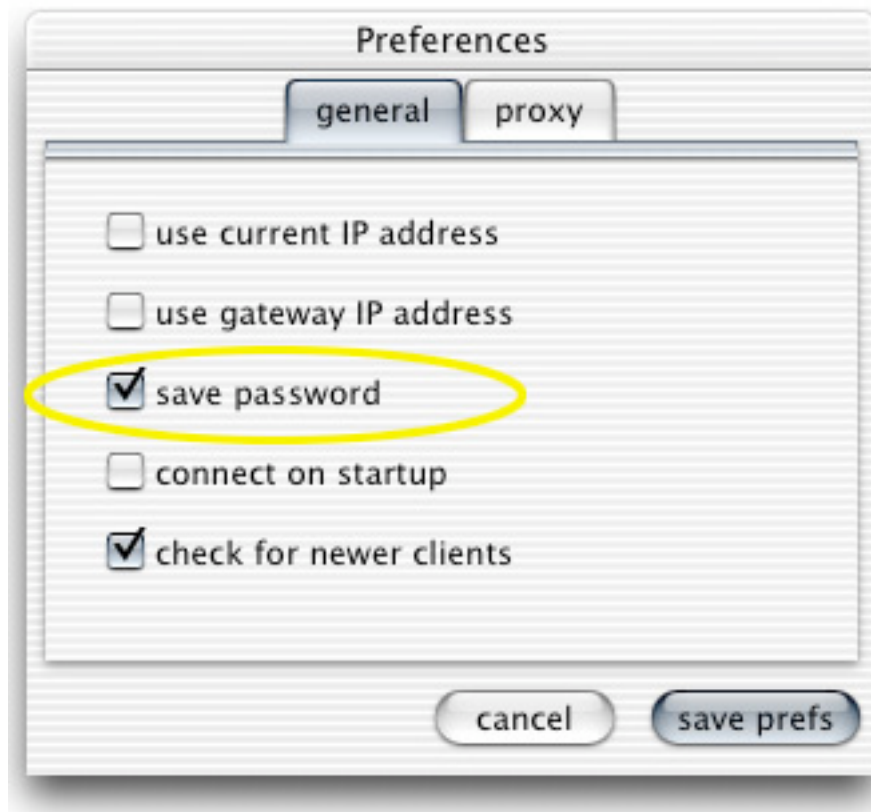 Preferences
general proxy
use current IP address
use gateway IP address
save password
connect on startup
check for newer clients
cancel save prefs